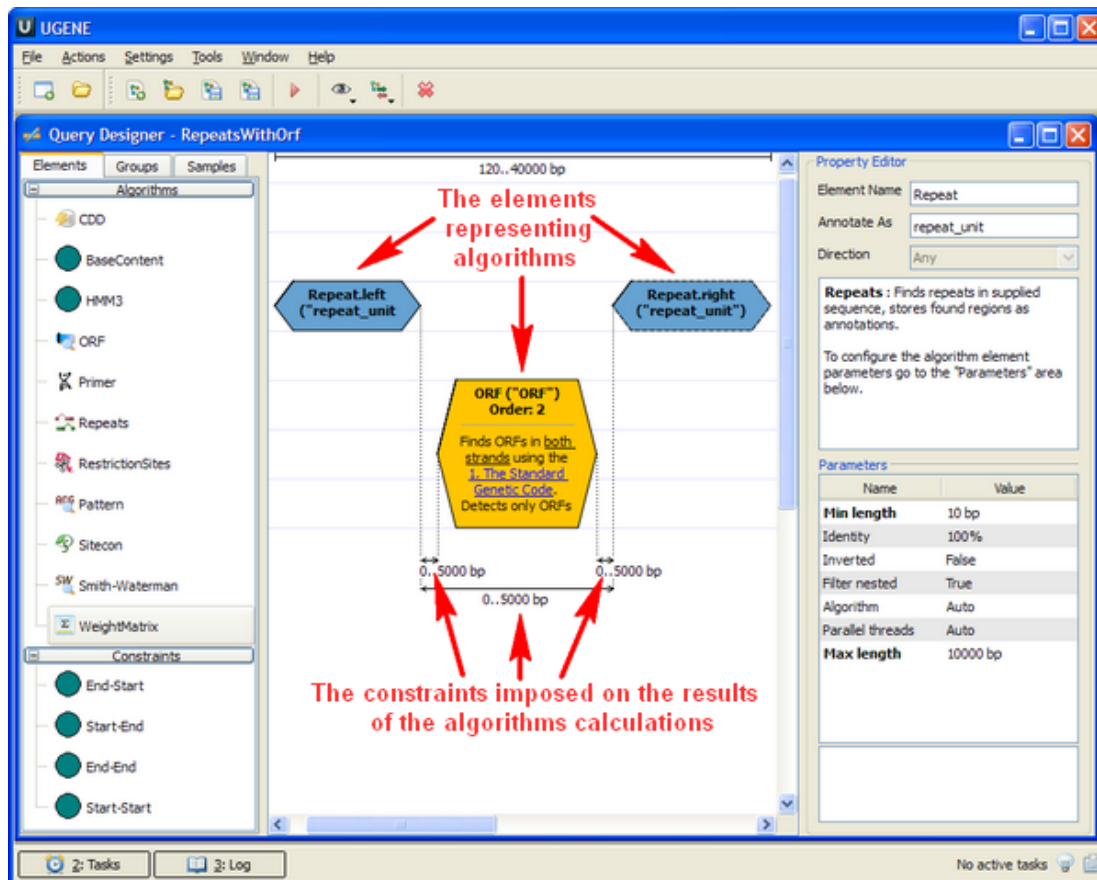 UGENE
File Actions Settings Tools Window Help
Query Designer - RepeatsWithOrf
Elements Groups Samples
Algorithms
CDD
BaseContent
HMM3
ORF
Primer
Repeats
RestrictionSites
Pattern
Sitecon
SW Smith-Waterman
Σ WeightMatrix
Constraints
End-Start
Start-End
End-End
Start-Start
120..40000 bp
The elements
representing
algorithms
Repeat.left
("repeat_unit
Repeat.right
("repeat_unit")
ORF ("ORF")
Order: 2
Finds ORFs in both
strands using the
1. The Standard
Genetic Code.
Detects only ORFs
0..5000 bp
0..5000 bp
0..5000 bp
The constraints imposed on the results
of the algorithms calculations
Property Editor
Element Name Repeat
Annotate As repeat_unit
Direction Any
Repeats : Finds repeats in supplied
sequence, stores found regions as
annotations.
To configure the algorithm element
parameters go to the "Parameters" area
below.
Parameters
Name Value
Min length 10 bp
Identity 100%
Inverted False
Filter nested True
Algorithm Auto
Parallel threads Auto
Max length 10000 bp
2: Tasks 3: Log No active tasks